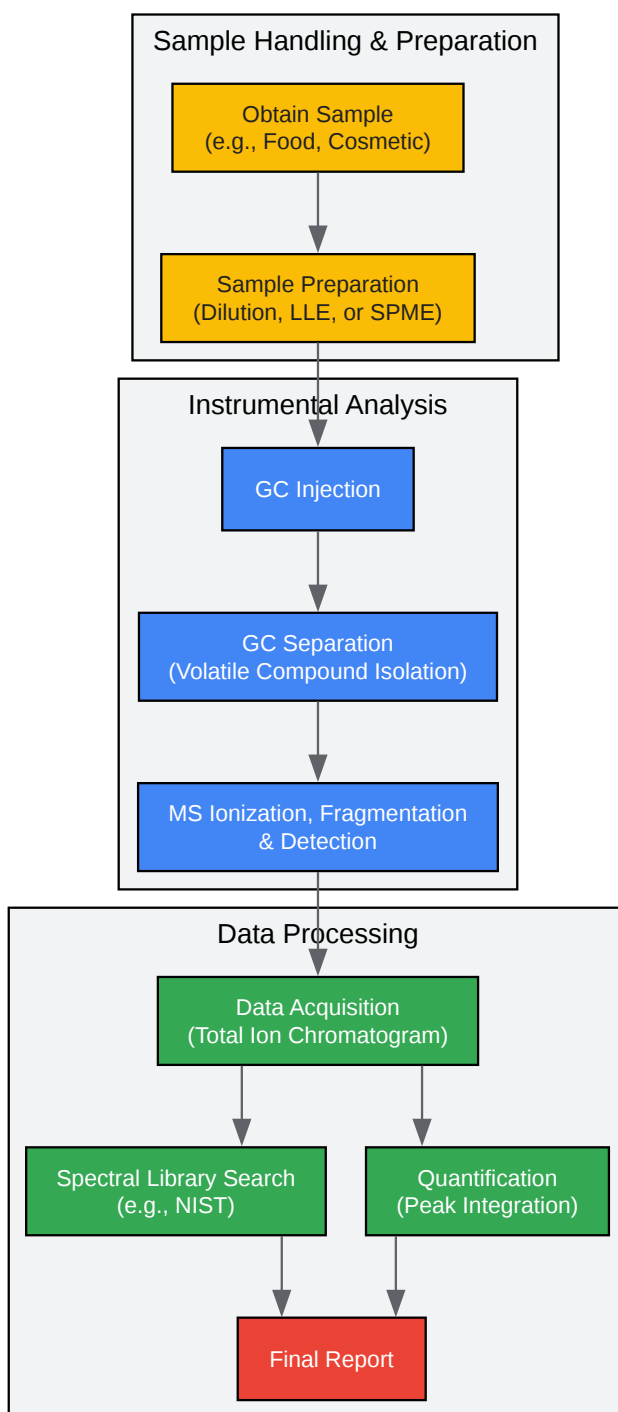 Sample Handling & Preparation
Obtain Sample
(e.g., Food, Cosmetic)
Sample Preparation
(Dilution, LLE, or SPME)
Instrumental Analysis
GC Injection
GC Separation
(Volatile Compound Isolation)
MS Ionization, Fragmentation
& Detection
Data Processing
Data Acquisition
(Total Ion Chromatogram)
Spectral Library Search
(e.g., NIST)
Quantification
(Peak Integration)
Final Report